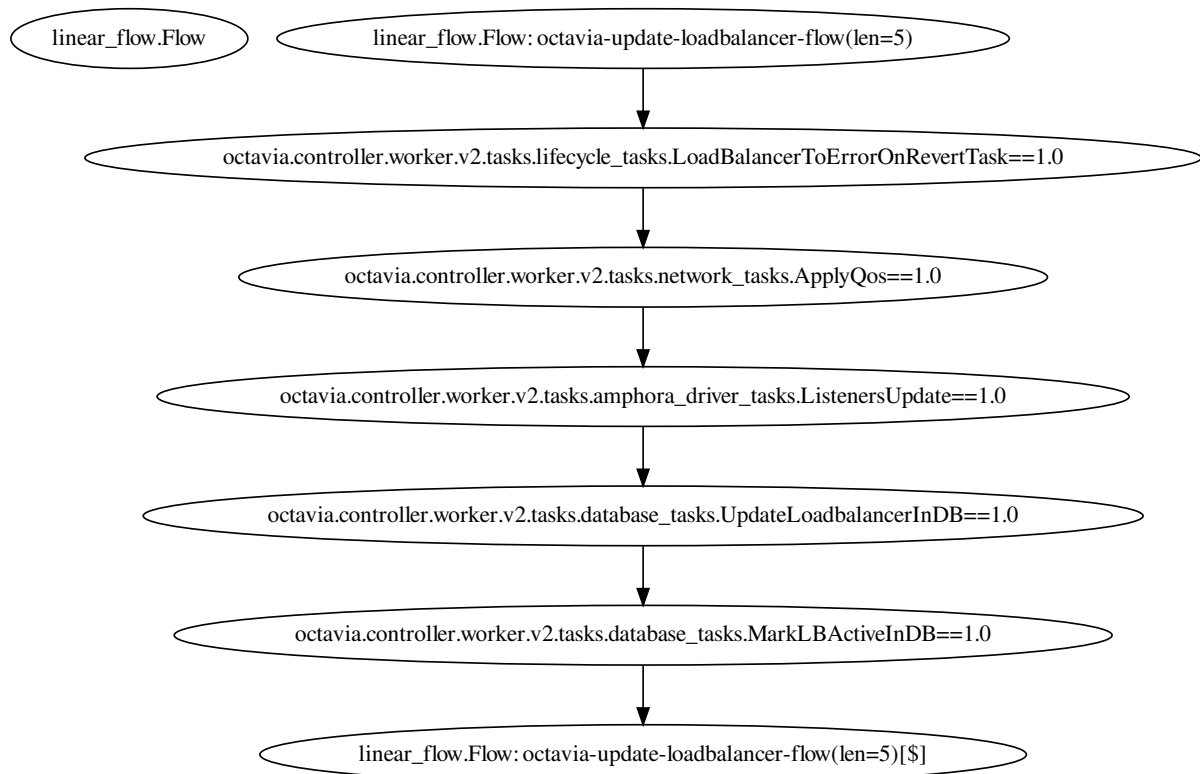 linear_flow.Flow
linear_flow.Flow: octavia-update-loadbalancer-flow(len=5)
octavia.controller.worker.v2.tasks.lifecycle_tasks.LoadBalancerToErrorOnRevertTask==1.0
octavia.controller.worker.v2.tasks.network_tasks.ApplyQos==1.0
octavia.controller.worker.v2.tasks.amphora_driver_tasks.ListenersUpdate==1.0
octavia.controller.worker.v2.tasks.database_tasks.UpdateLoadbalancerInDB==1.0
octavia.controller.worker.v2.tasks.database_tasks.MarkLBActiveInDB==1.0
linear_flow.Flow: octavia-update-loadbalancer-flow(len=5)[$]